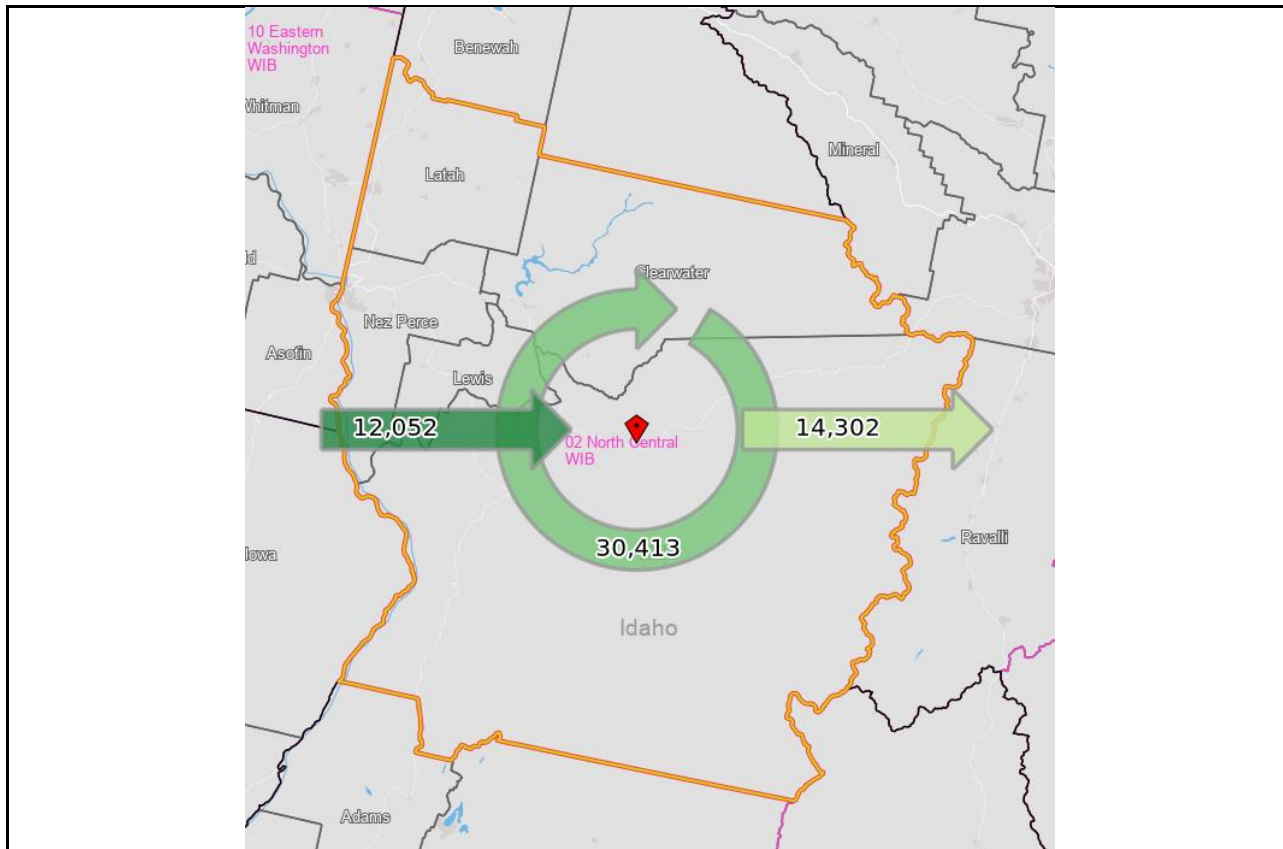 10 Eastern
Washington
WIB
Benewah
Whitman
Mineral
Latah
Clearwater
Nez Perce
Asotin
Lewis
12,052
14,302
02 North Central
WIB
Ravalli
30,413
Idaho
Adams